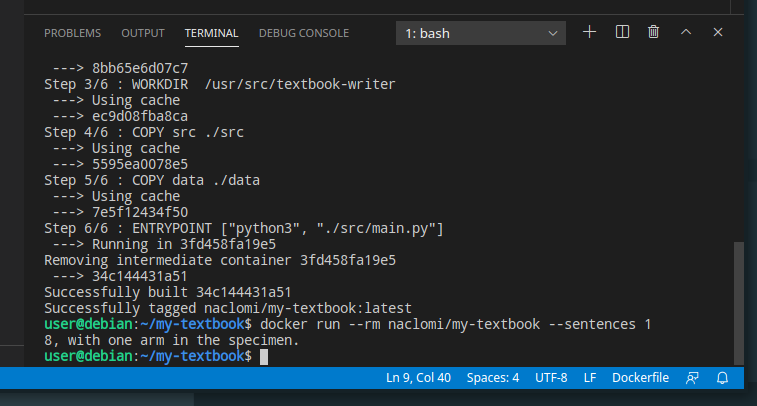 PROBLEMS OUTPUT TERMINAL DEBUG CONSOLE 1: bash
---> 8bb65e6d07c7
Step 3/6 : WORKDIR  /usr/src/textbook-writer
---> Using cache
---> ec9d08fba8ca
Step 4/6 : COPY src ./src
---> Using cache
---> 5595ea0078e5
Step 5/6 : COPY data ./data
---> Using cache
---> 7e5f12434f50
Step 6/6 : ENTRYPOINT ["python3", "./src/main.py"]
---> Running in 3fd458fa19e5
Removing intermediate container 3fd458fa19e5
---> 34c144431a51
Successfully built 34c144431a51
Successfully tagged naclomi/my-textbook:latest
user@debian:~/my-textbook$ docker run --rm naclomi/my-textbook --sentences 1
8, with one arm in the specimen.
user@debian:~/my-textbook$
Ln 9, Col 40 Spaces: 4 UTF-8 LF Dockerfile